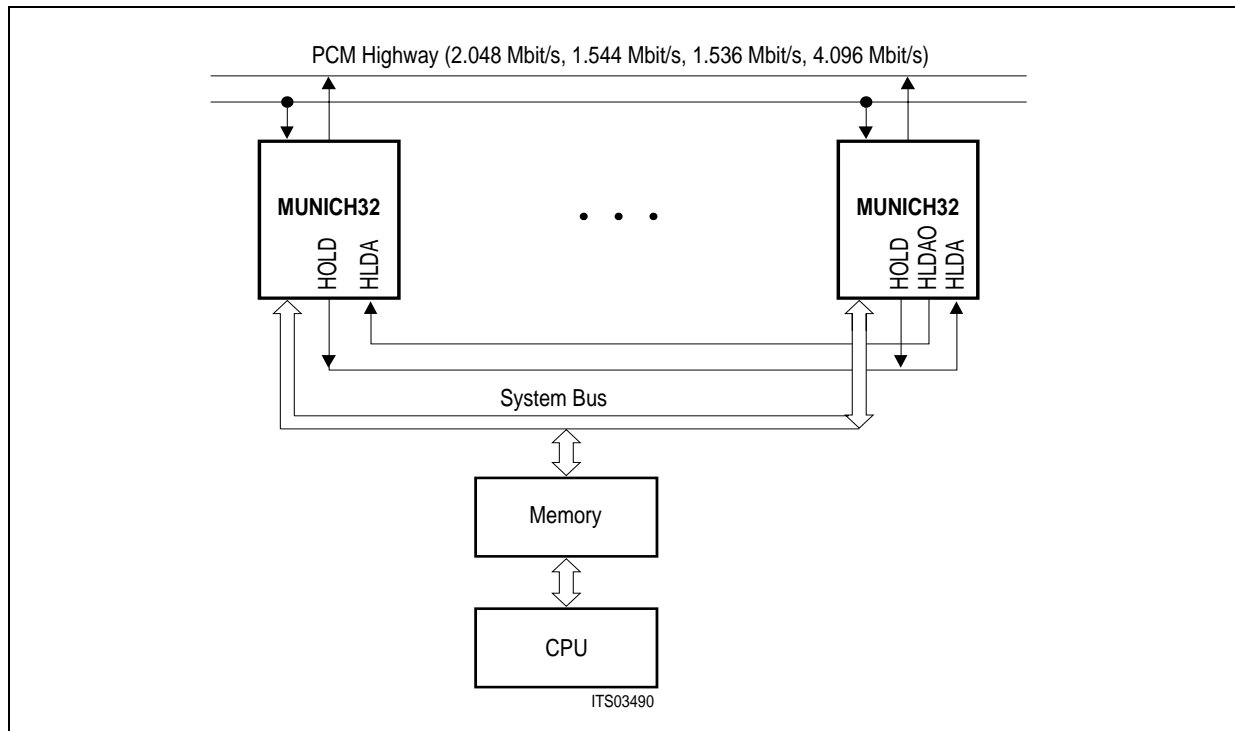 PCM Highway (2.048 Mbit/s, 1.544 Mbit/s, 1.536 Mbit/s, 4.096 Mbit/s)
MUNICH32
HOLD
HLDA
MUNICH32
HOLD
HLDAO
HLDA
System Bus
Memory
CPU
ITS03490